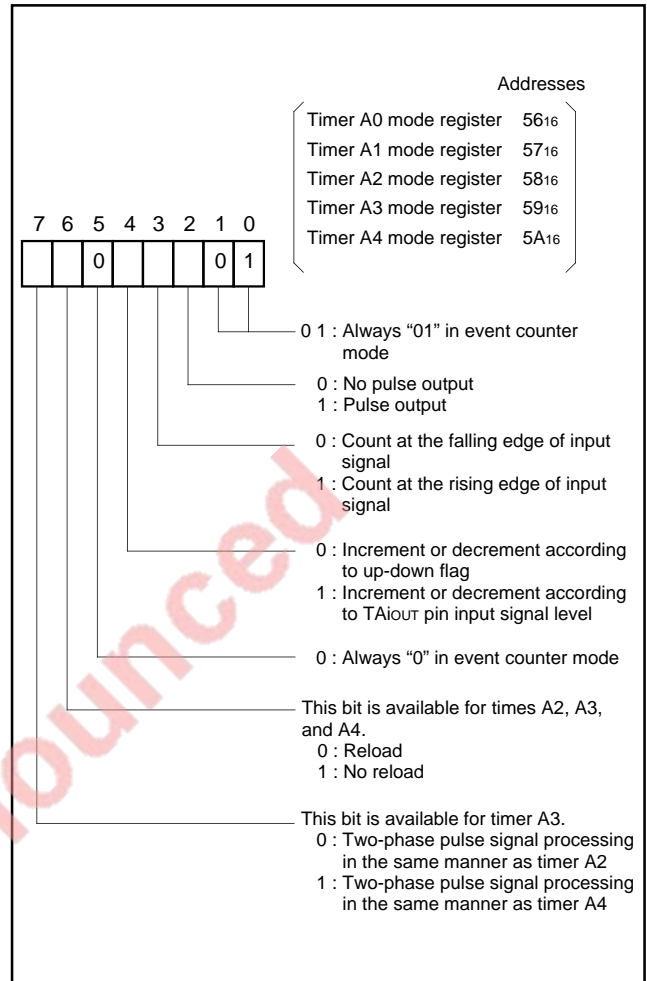 Addresses
Timer A0 mode register 5616
Timer A1 mode register 5716
Timer A2 mode register 5816
Timer A3 mode register 5916
Timer A4 mode register 5A16
7 6 5 4 3 2 1 0
0 0 1
0 1 : Always “01” in event counter
mode
0 : No pulse output
1 : Pulse output
0 : Count at the falling edge of input
signal
1 : Count at the rising edge of input
signal
0 : Increment or decrement according
to up-down flag
1 : Increment or decrement according
to TAiOUT pin input signal level
0 : Always “0” in event counter mode
This bit is available for times A2, A3,
and A4.
0 : Reload
1 : No reload
This bit is available for timer A3.
0 : Two-phase pulse signal processing
in the same manner as timer A2
1 : Two-phase pulse signal processing
in the same manner as timer A4
ounced